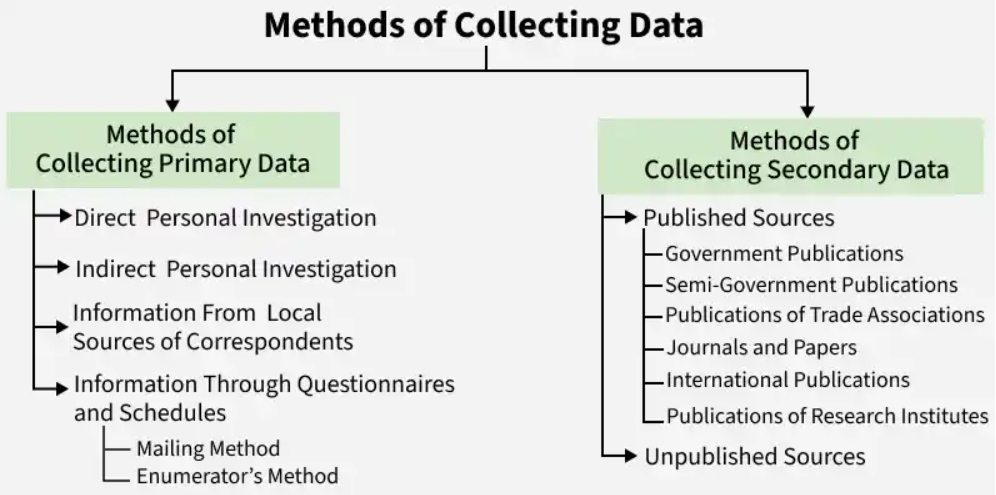 Methods of Collecting Data
Methods of
Collecting Primary Data
Direct Personal Investigation
Indirect Personal Investigation
Information From Local
Sources of Correspondents
Information Through Questionnaires
and Schedules
Mailing Method
Enumerator’s Method
Methods of
Collecting Secondary Data
Published Sources
Government Publications
Semi-Government Publications
Publications of Trade Associations
Journals and Papers
International Publications
Publications of Research Institutes
Unpublished Sources